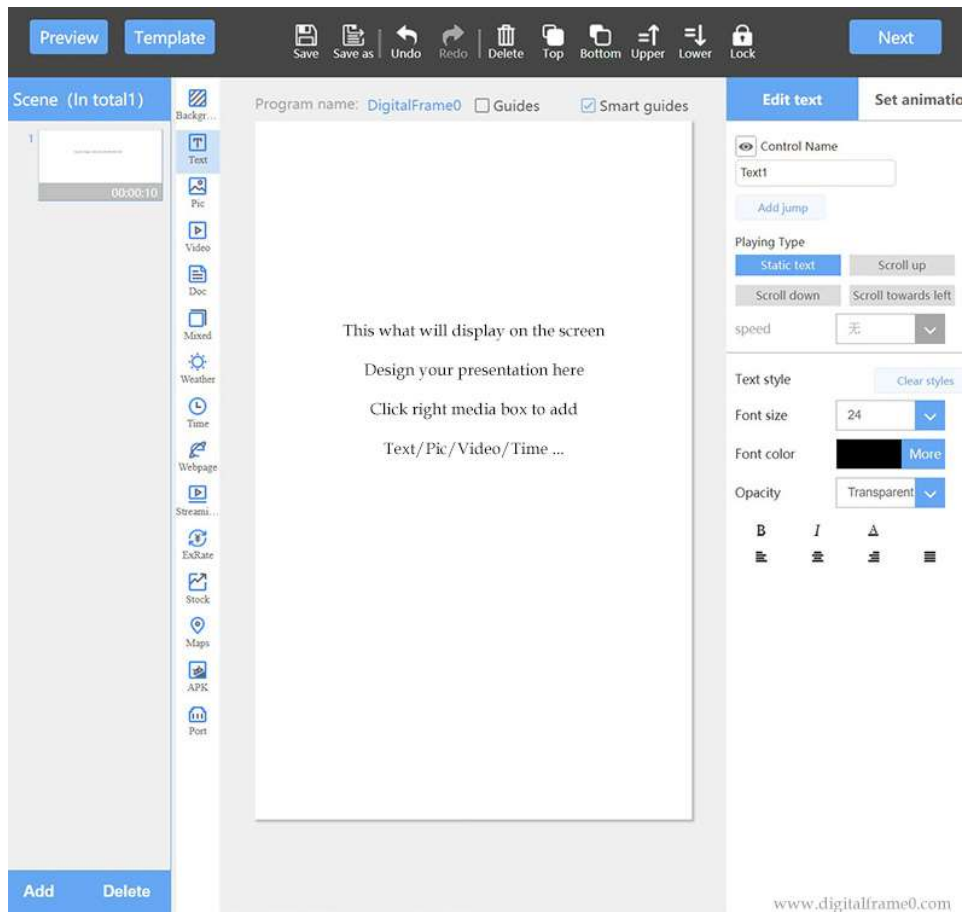 Preview
Template
Save
Save as
Undo
Redo
Delete
Top
Bottom
Upper
Lower
Lock
Next
Scene (In total1)
1
00:00:10
Add
Delete
Backgr...
Text
Pic
Video
Doc
Mixed
Weather
Time
Webpage
Streami...
ExRate
Stock
Maps
APK
Port
Program name: DigitalFrame0 Guides Smart guides
This what will display on the screen
Design your presentation here
Click right media box to add
Text/Pic/Video/Time ...
Edit text
Set animatio
Control Name
Text1
Add jump
Playing Type
Static text
Scroll up
Scroll down
Scroll towards left
speed 无
Text style
Clear styles
Font size 24
Font color More
Opacity Transparent
B I A
www.digitalframe0.com